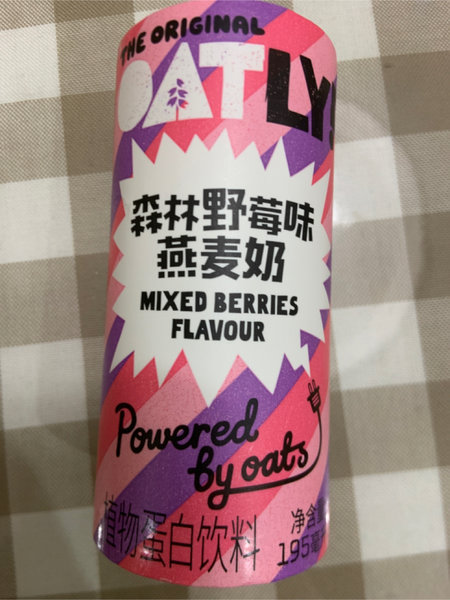 THE ORIGINAL
OATLY!
森林野莓味
燕麦奶
MIXED BERRIES
FLAVOUR
Powered
by oats
植物蛋白饮料
净含
195毫